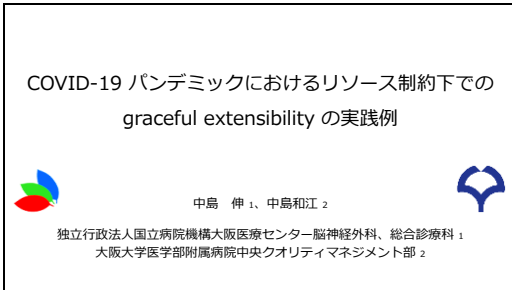 COVID-19 パンデミックにおけるリソース制約下での
graceful extensibility の実践例
中島　伸 1、中島和江 2
独立行政法人国立病院機構大阪医療センター脳神経外科、総合診療科 1
大阪大学医学部附属病院中央クオリティマネジメント部 2